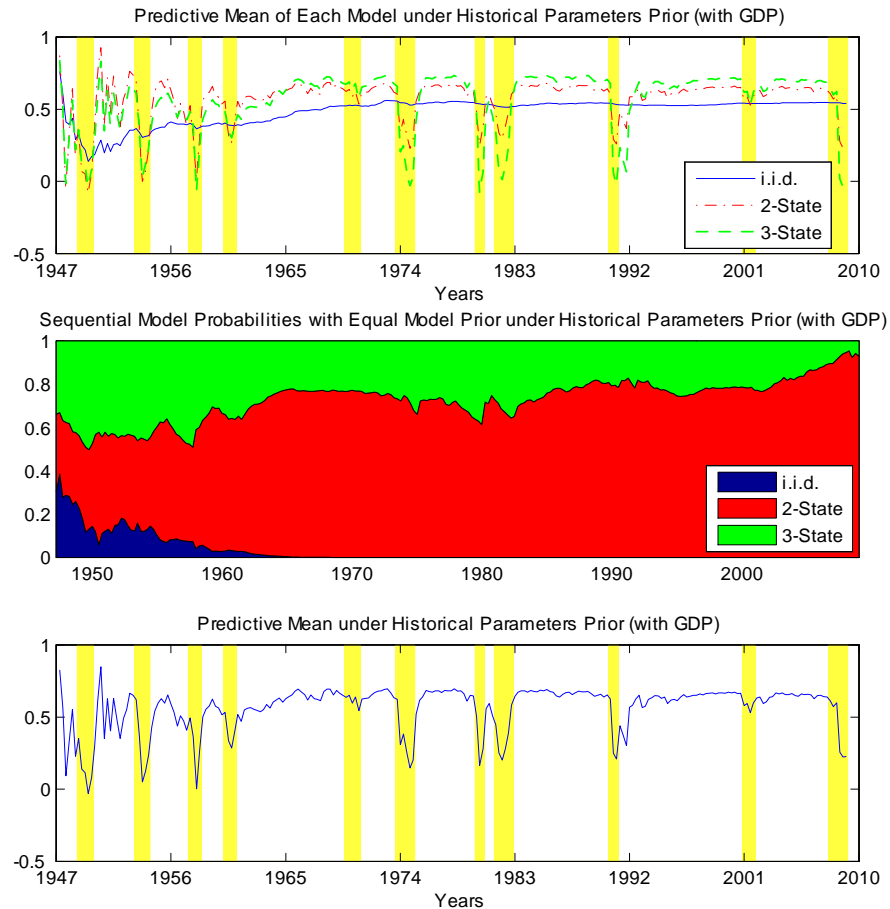 Predictive Mean of Each Model under Historical Parameters Prior (with GDP)
1
0.5
0
-0.5
i.i.d.
2-State
3-State
1947 1956 1965 1974 1983 1992 2001 2010
Years
Sequential Model Probabilities with Equal Model Prior under Historical Parameters Prior (with GDP)
1
0.8
0.6
0.4
0.2
0
i.i.d.
2-State
3-State
1950 1960 1970 1980 1990 2000
Predictive Mean under Historical Parameters Prior (with GDP)
1
0.5
0
-0.5
1947 1956 1965 1974 1983 1992 2001 2010
Years